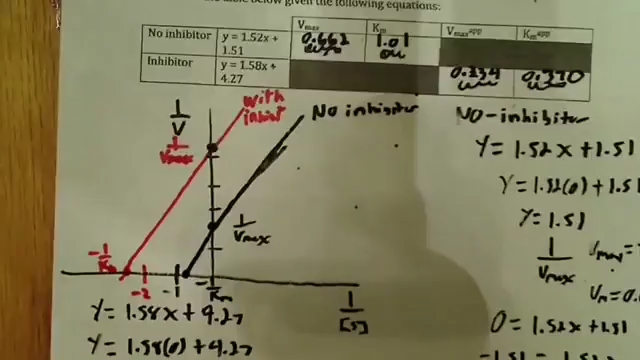 the table below given the following equations:
Vmax Km Vmax^app Km^app
No inhibitor y = 1.52x + 1.51 0.662 1.01
Inhibitor y = 1.58x + 4.27 0.234 0.370
with inhibit
No inhibitor
1/V
1/Vmax
1/Vmax
-1/Km
-2
-1
-1/Km
1/[S]
y = 1.58x + 4.27
y = 1.58(0) + 4.27
No-inhibitor
y = 1.52x + 1.51
y = 1.52(0) + 1.51
y = 1.51
1/Vmax
0 = 1.52x + 1.51